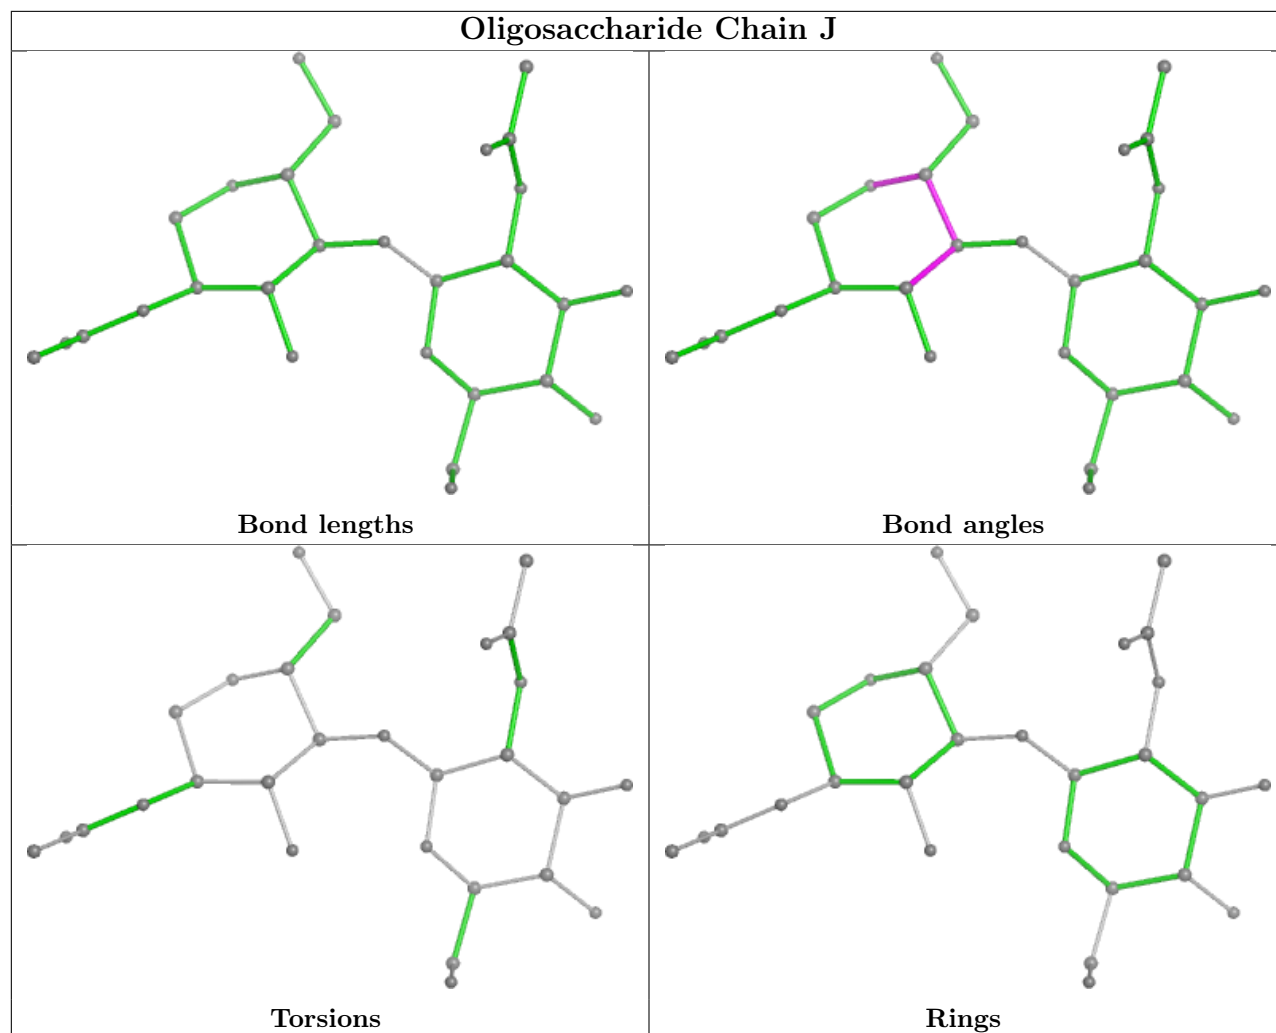 Oligosaccharide Chain J
Bond lengths
Bond angles
Torsions
Rings